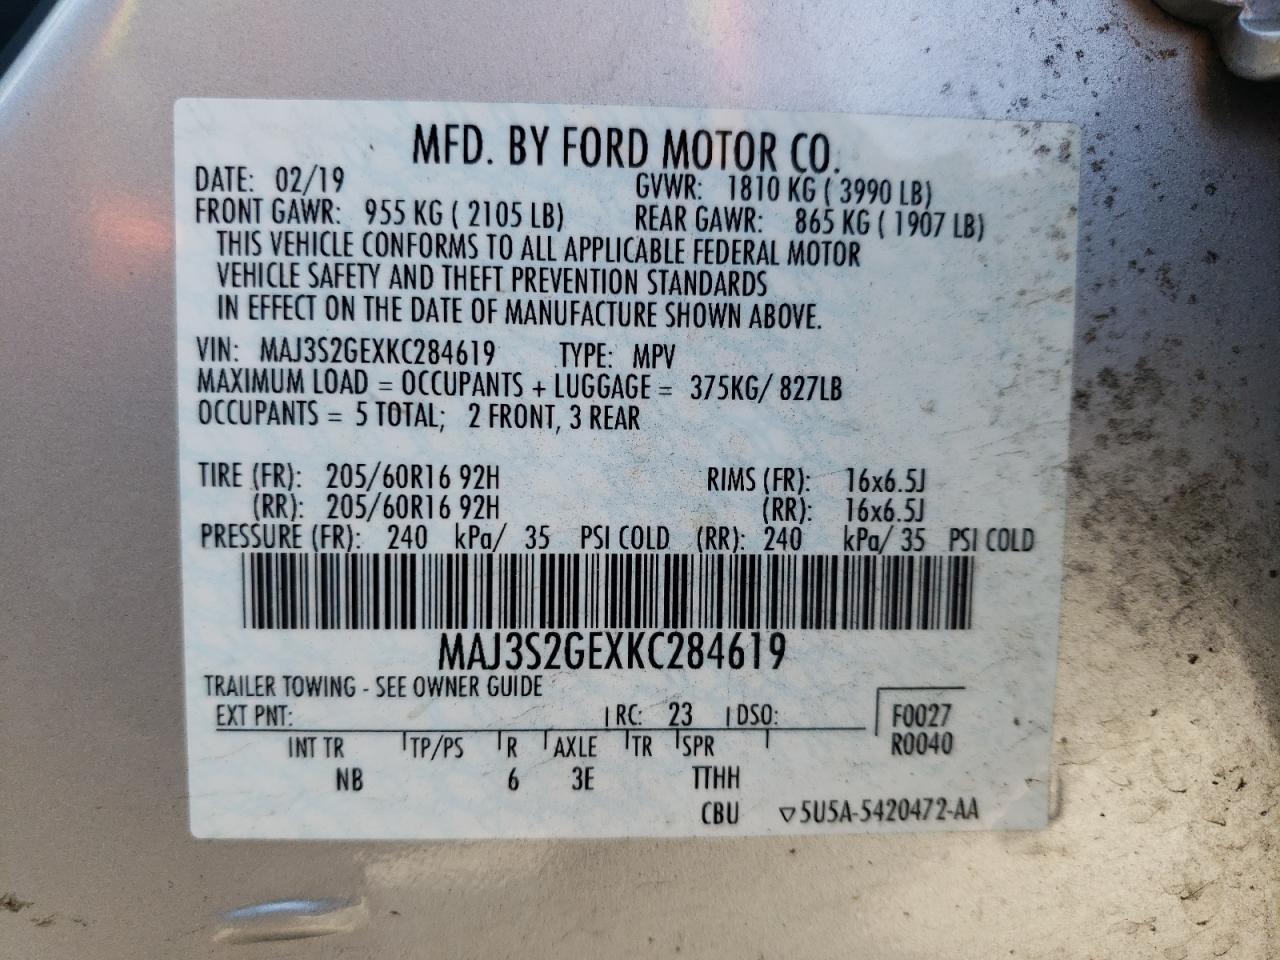 MFD. BY FORD MOTOR CO.
DATE: 02/19 GVWR: 1810 KG ( 3990 LB)
FRONT GAWR: 955 KG ( 2105 LB) REAR GAWR: 865 KG ( 1907 LB)
THIS VEHICLE CONFORMS TO ALL APPLICABLE FEDERAL MOTOR
VEHICLE SAFETY AND THEFT PREVENTION STANDARDS
IN EFFECT ON THE DATE OF MANUFACTURE SHOWN ABOVE.
VIN: MAJ3S2GEXKC284619 TYPE: MPV
MAXIMUM LOAD = OCCUPANTS + LUGGAGE = 375KG/ 827LB
OCCUPANTS = 5 TOTAL; 2 FRONT, 3 REAR
TIRE (FR): 205/60R16 92H RIMS (FR): 16x6.5J
(RR): 205/60R16 92H (RR): 16x6.5J
PRESSURE (FR): 240 kPa/ 35 PSI COLD (RR): 240 kPa/ 35 PSI COLD
MAJ3S2GEXKC284619
TRAILER TOWING - SEE OWNER GUIDE
EXT PNT: RC: 23 DSO: F0027
INT TR TP/PS R AXLE TR SPR R0040
NB 6 3E TTHH
CBU ▽5U5A-5420472-AA